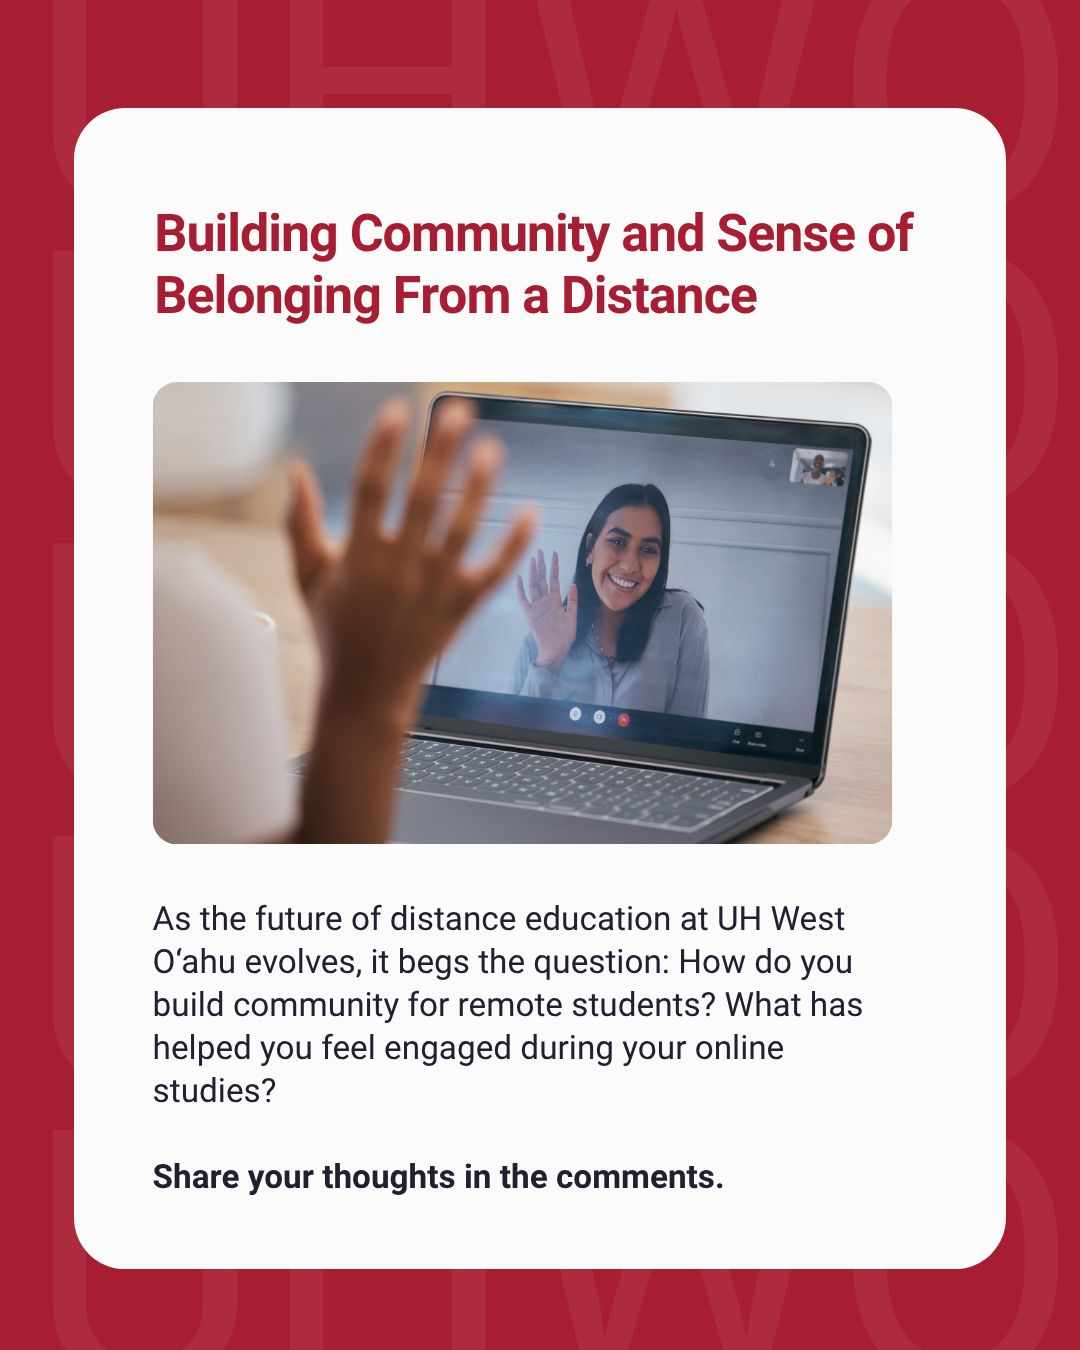 UHWO
Building Community and Sense of
Belonging From a Distance
As the future of distance education at UH West
Oʻahu evolves, it begs the question: How do you
build community for remote students? What has
helped you feel engaged during your online
studies?
Share your thoughts in the comments.